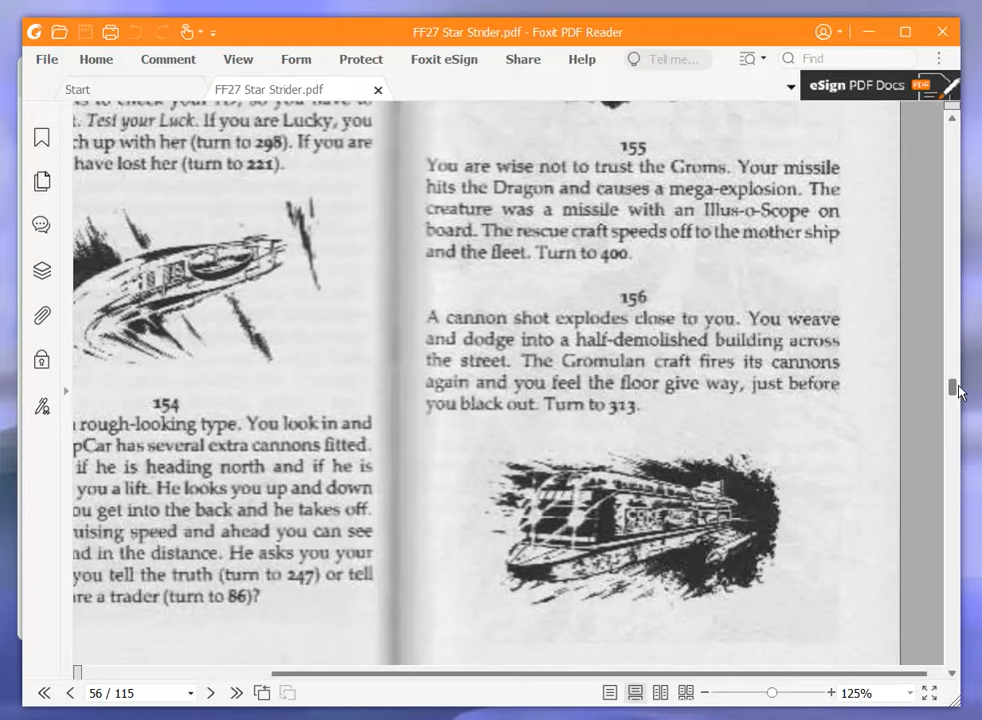 FF27 Star Strider.pdf - Foxit PDF Reader
File Home Comment View Form Protect Foxit eSign Share Help Tell me... Find
Start FF27 Star Strider.pdf eSign PDF Docs PDF
to check your so you have to
Test your Luck. If you are Lucky, you
ch up with her (turn to 298). If you are
have lost her (turn to 221).
154
rough-looking type. You look in and
pCar has several extra cannons fitted.
if he is heading north and if he is
you a lift. He looks you up and down
ou get into the back and he takes off.
uising speed and ahead you can see
nd in the distance. He asks you your
you tell the truth (turn to 247) or tell
re a trader (turn to 86)?
155
You are wise not to trust the Groms. Your missile
hits the Dragon and causes a mega-explosion. The
creature was a missile with an Illus-o-Scope on
board. The rescue craft speeds off to the mother ship
and the fleet. Turn to 400.
156
A cannon shot explodes close to you. You weave
and dodge into a half-demolished building across
the street. The Gromulan craft fires its cannons
again and you feel the floor give way, just before
you black out. Turn to 313.
56 / 115 125%